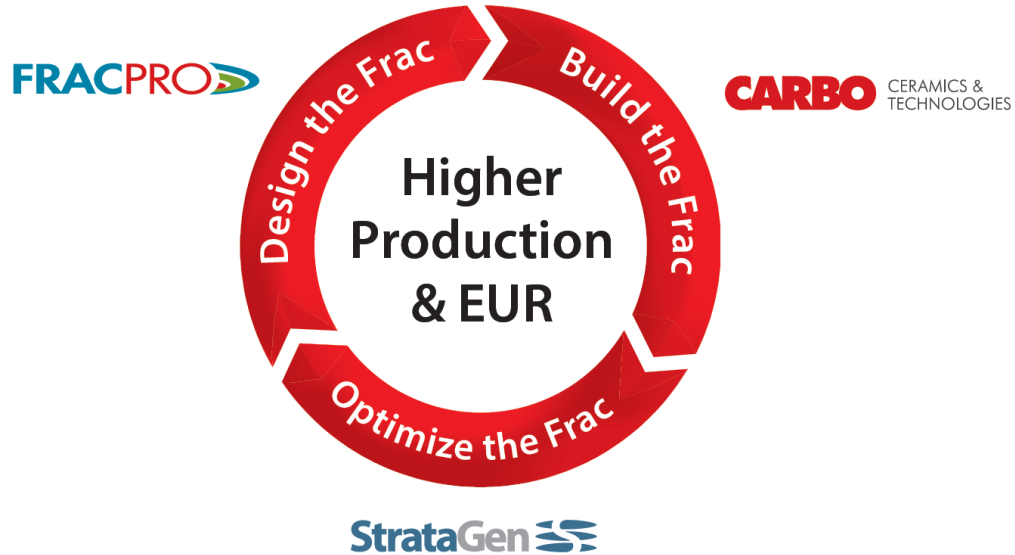 FRACPRO
Design the Frac
Build the Frac
CARBO
CERAMICS &
TECHNOLOGIES
Higher
Production
& EUR
Optimize the Frac
StrataGen